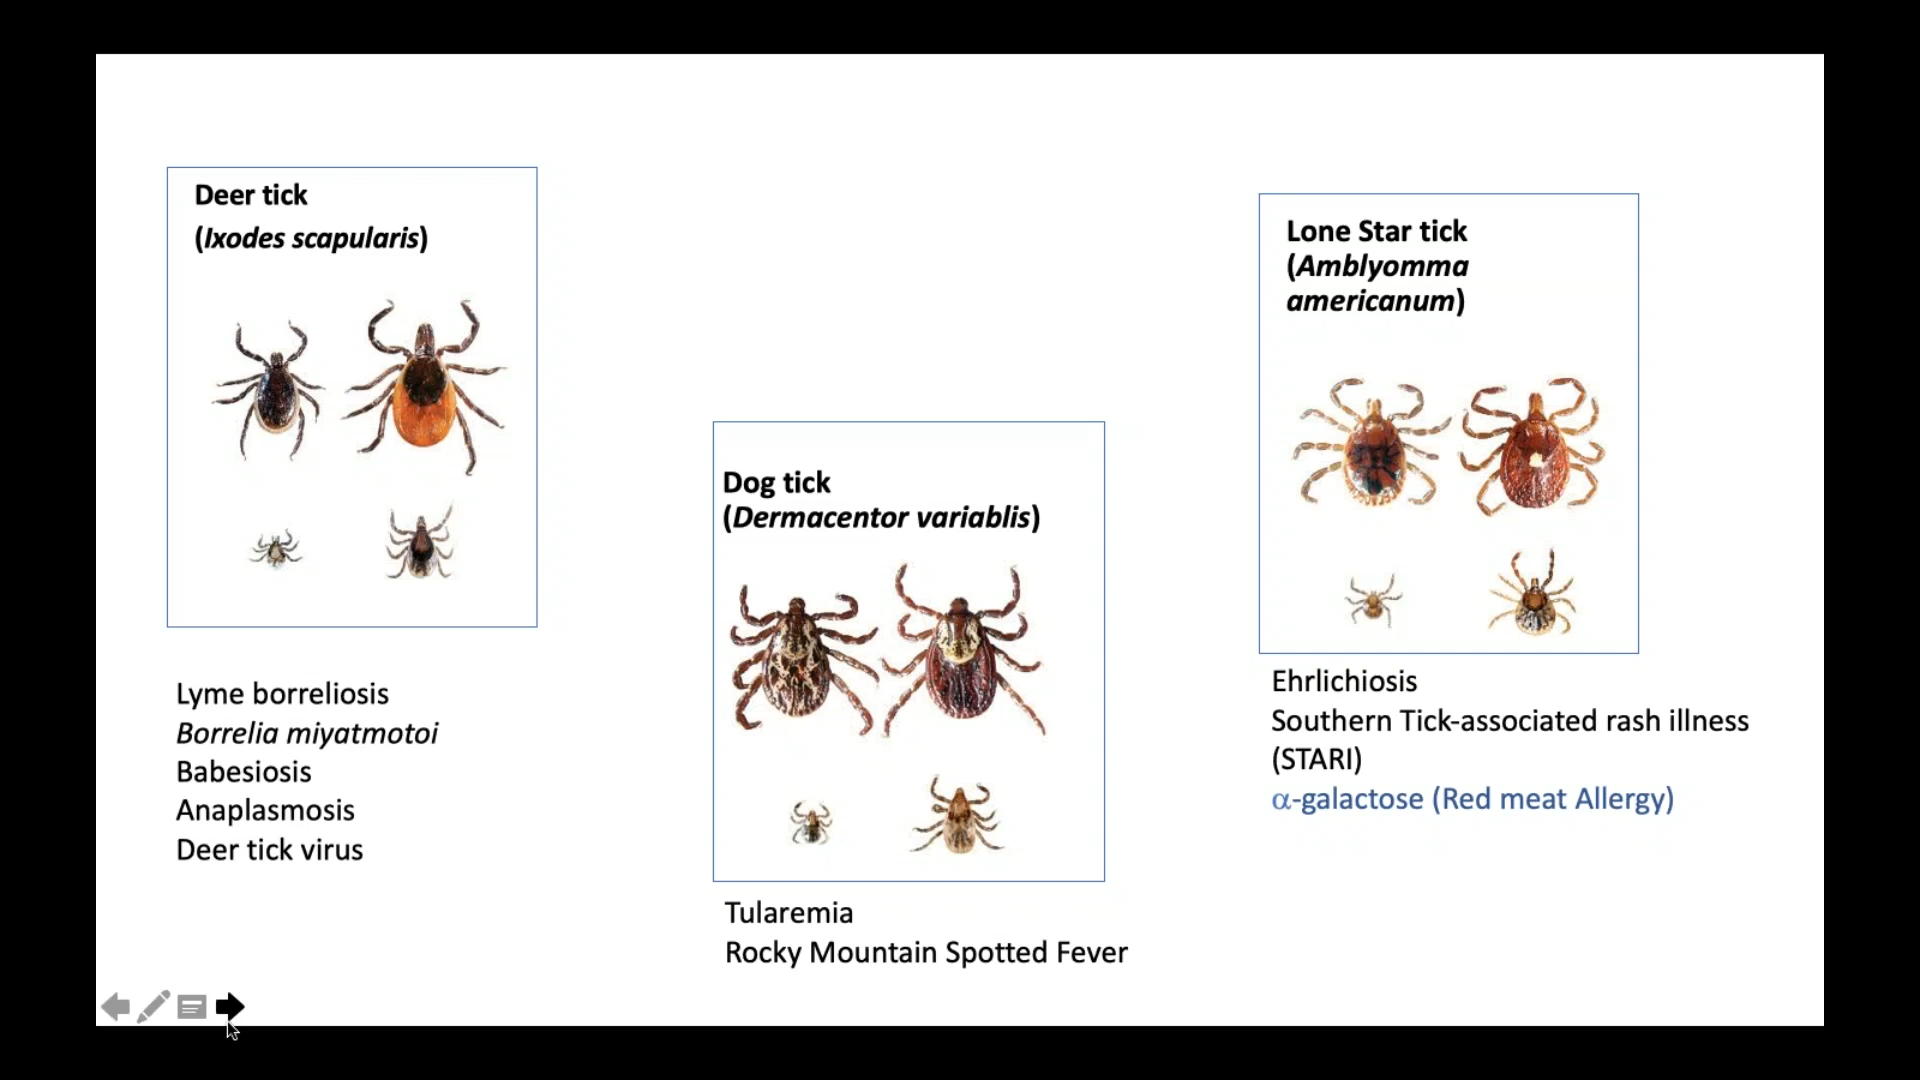 Deer tick
(Ixodes scapularis)
Lyme borreliosis
Borrelia miyatmotoi
Babesiosis
Anaplasmosis
Deer tick virus
Dog tick
(Dermacentor variablis)
Tularemia
Rocky Mountain Spotted Fever
Lone Star tick
(Amblyomma
americanum)
Ehrlichiosis
Southern Tick-associated rash illness
(STARI)
α-galactose (Red meat Allergy)